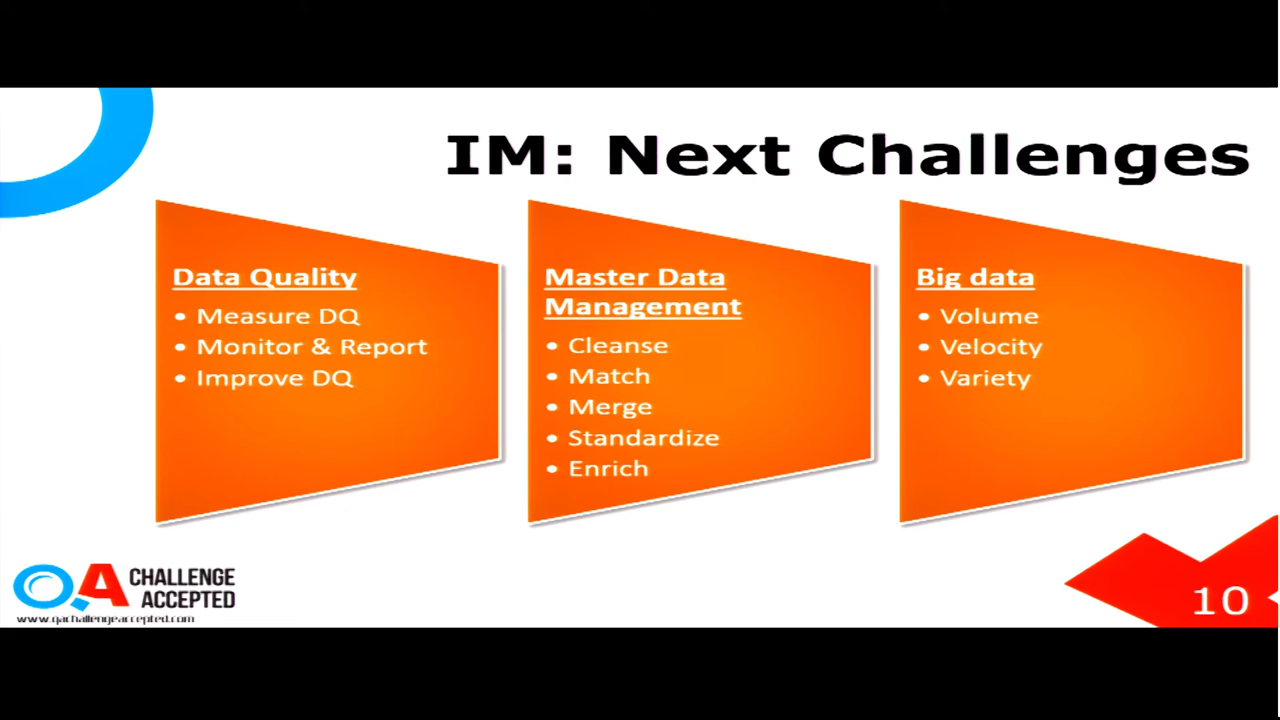 IM: Next Challenges
Data Quality
• Measure DQ
• Monitor & Report
• Improve DQ
Master Data
Management
• Cleanse
• Match
• Merge
• Standardize
• Enrich
Big data
• Volume
• Velocity
• Variety
QA CHALLENGE
ACCEPTED
www.qachallengeaccepted.com
10